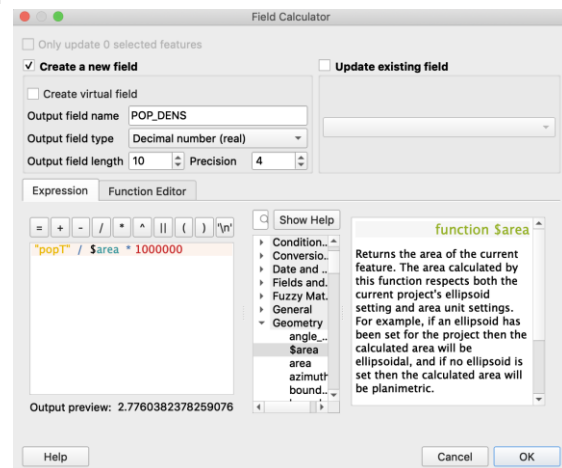 Field Calculator
Only update 0 selected features
Create a new field
Update existing field
Create virtual field
Output field name POP_DENS
Output field type Decimal number (real)
Output field length 10 Precision 4
Expression Function Editor
= + - / * ^ || ( ) '\n'
"popT" / $area * 1000000
Output preview: 2.7760382378259076
Show Help
Condition..
Conversio..
Date and ..
Fields and.
Fuzzy Mat.
General
Geometry
angle_..
$area
area
azimuth
bound..
function $area
Returns the area of the current
feature. The area calculated by
this function respects both the
current project's ellipsoid
setting and area unit settings.
For example, if an ellipsoid has
been set for the project then the
calculated area will be
ellipsoidal, and if no ellipsoid is
set then the calculated area will
be planimetric.
Help
Cancel
OK